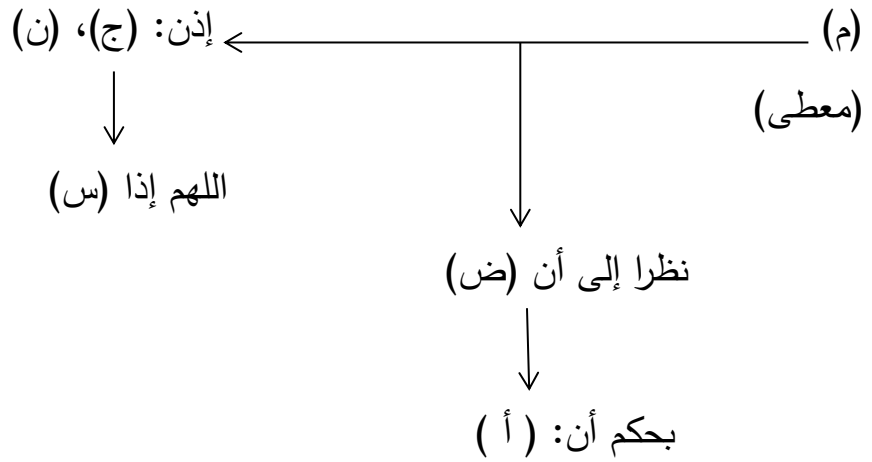 (م) إذن: (ج)، (ن)
(معطى)
اللهم إذا (س)
نظرا إلى أن (ض)
بحكم أن: ( أ )